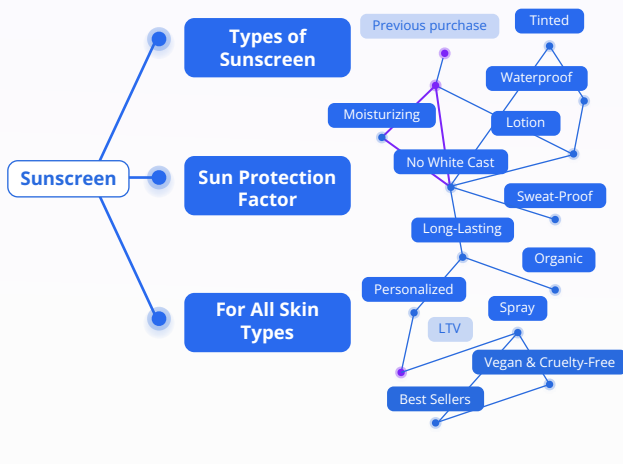 Sunscreen
Types of
Sunscreen
Sun Protection
Factor
For All Skin
Types
Previous purchase
Tinted
Waterproof
Moisturizing
Lotion
No White Cast
Sweat-Proof
Long-Lasting
Organic
Personalized
Spray
LTV
Vegan & Cruelty-Free
Best Sellers